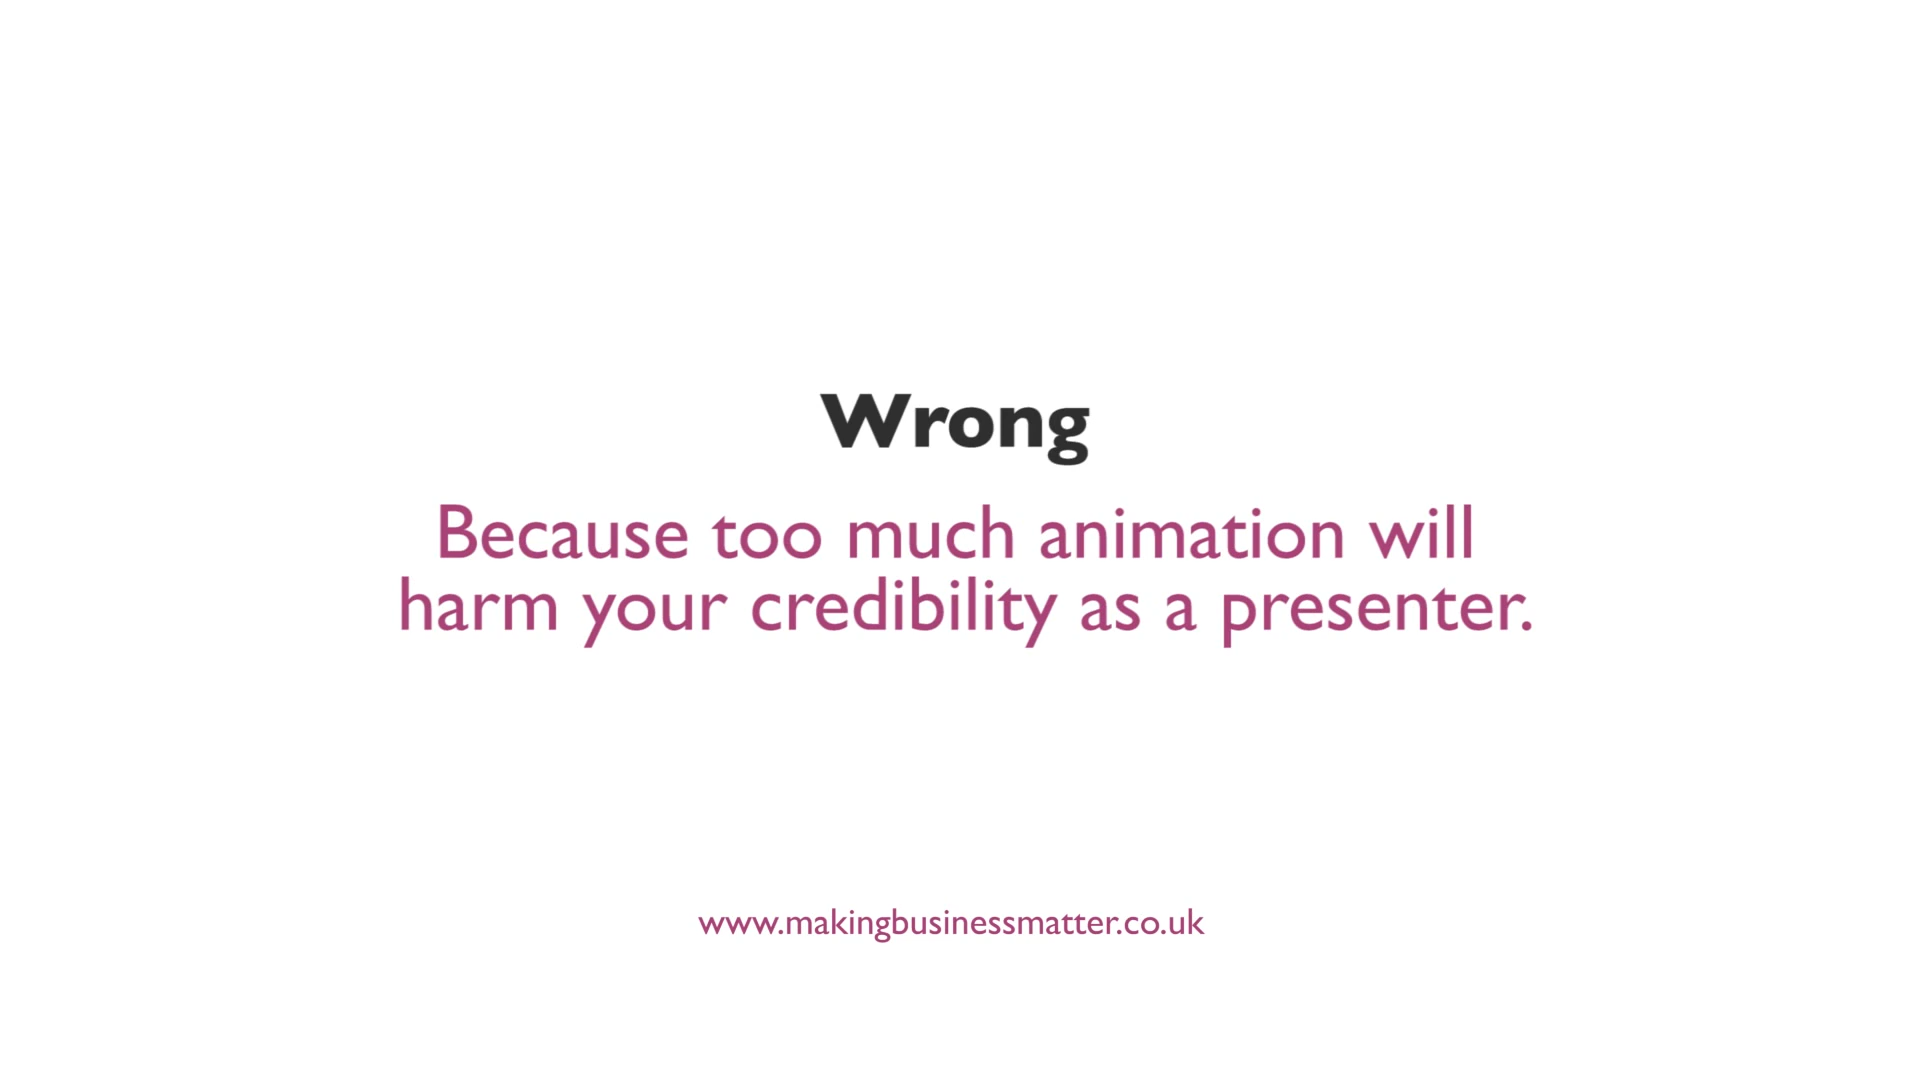 Wrong
Because too much animation will
harm your credibility as a presenter.
www.makingbusinessmatter.co.uk